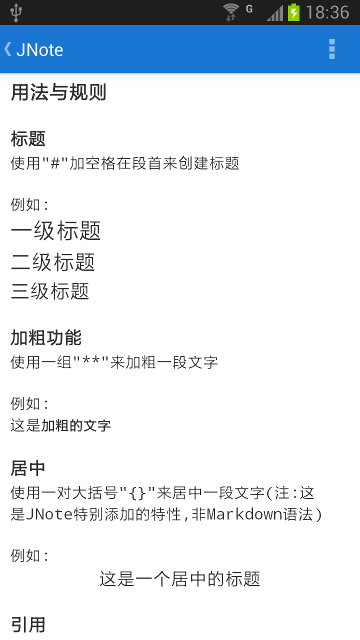 G 18:36
JNote
用法与规则
标题
使用"#"加空格在段首来创建标题
例如:
一级标题
二级标题
三级标题
加粗功能
使用一组"**"来加粗一段文字
例如:
这是加粗的文字
居中
使用一对大括号"{}"来居中一段文字(注:这
是JNote特别添加的特性,非Markdown语法)
例如:
这是一个居中的标题
引用